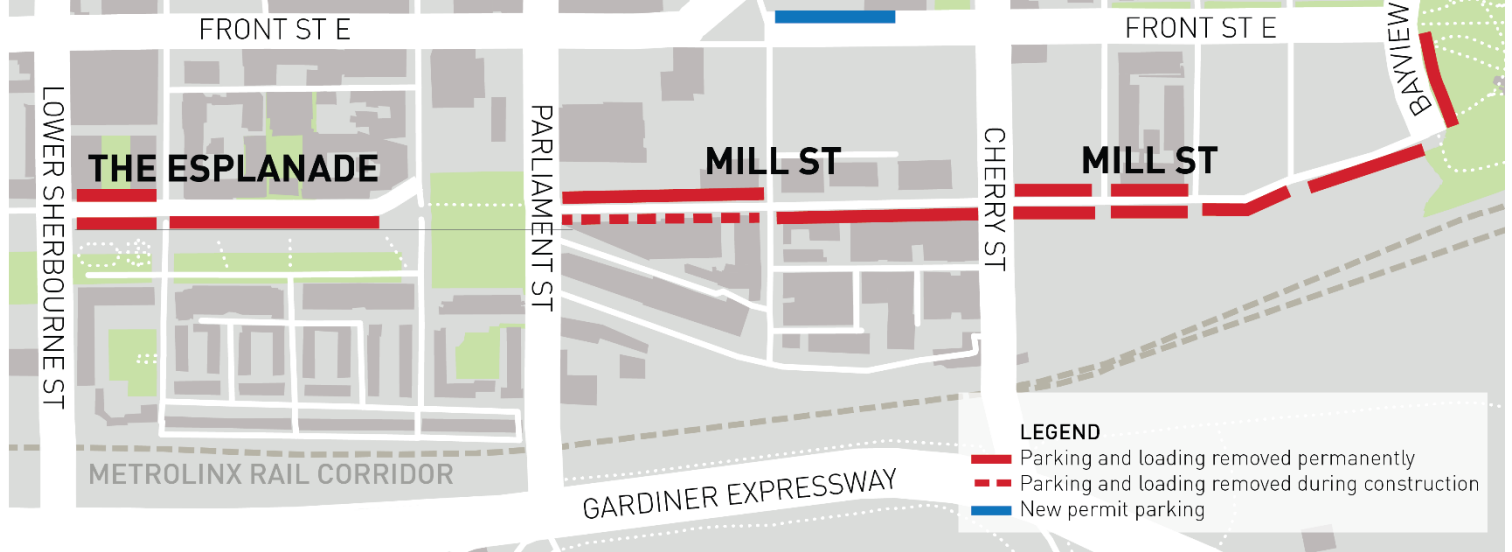 FRONT ST E
FRONT ST E
BAYVIEW
LOWER SHERBOURNE ST
THE ESPLANADE
PARLIAMENT ST
MILL ST
CHERRY ST
MILL ST
METROLINX RAIL CORRIDOR
GARDINER EXPRESSWAY
LEGEND
Parking and loading removed permanently
Parking and loading removed during construction
New permit parking